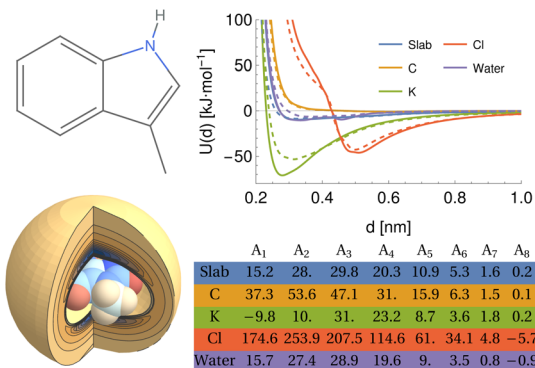 H
N
100
50
0
−50
U(d) [kJ·mol⁻¹]
Slab
C
K
Cl
Water
0.2 0.4 0.6 0.8 1.0
d [nm]
A₁ A₂ A₃ A₄ A₅ A₆ A₇ A₈
Slab 15.2 28. 29.8 20.3 10.9 5.3 1.6 0.2
C 37.3 53.6 47.1 31. 15.9 6.3 1.5 0.1
K −9.8 10. 31. 23.2 8.7 3.6 1.8 0.2
Cl 174.6 253.9 207.5 114.6 61. 34.1 4.8 −5.7
Water 15.7 27.4 28.9 19.6 9. 3.5 0.8 −0.9